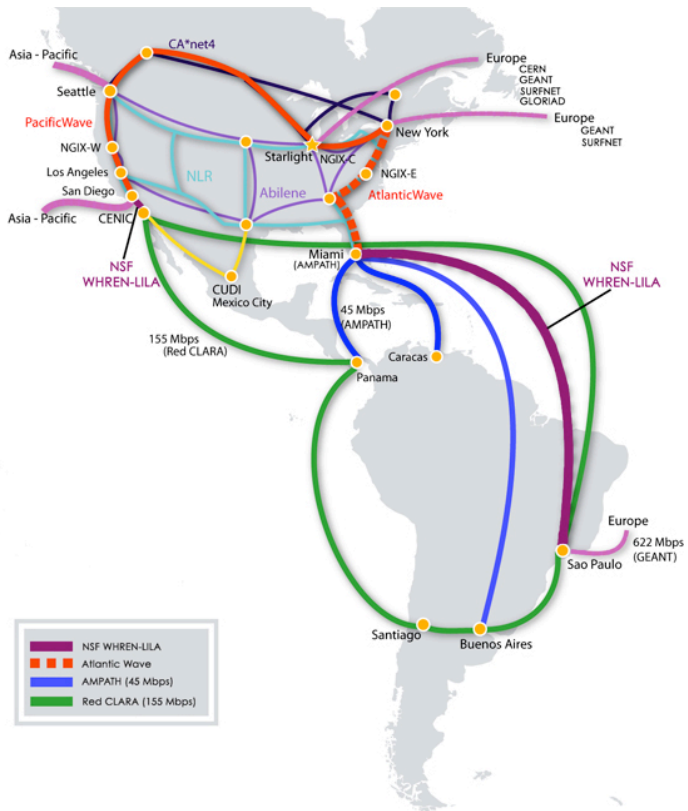 CA*net4
Asia - Pacific
Europe
CERN
GEANT
SURFNET
GLORIAD
Seattle
PacificWave
New York
Europe
GEANT
SURFNET
NGIX-W
Starlight
NGIX-C
Los Angeles
NLR
NGIX-E
San Diego
Abilene
AtlanticWave
Asia - Pacific
CENIC
NSF
WHREN-LILA
Miami
(AMPATH)
NSF
WHREN-LILA
CUDI
Mexico City
45 Mbps
(AMPATH)
155 Mbps
(Red CLARA)
Caracas
Panama
Europe
622 Mbps
(GEANT)
Sao Paulo
Santiago
Buenos Aires
NSF WHREN-LILA
Atlantic Wave
AMPATH (45 Mbps)
Red CLARA (155 Mbps)